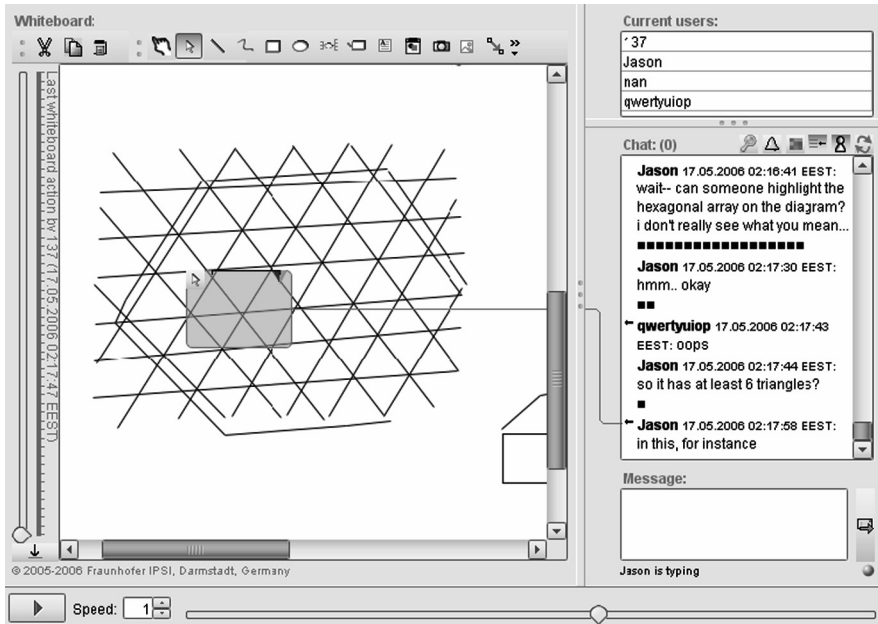 Whiteboard:
Last whiteboard action by 137 (17.05.2006 02:17:47 EEST)
© 2005-2006 Fraunhofer IPSI, Darmstadt, Germany
Speed: 1
Current users:
137
Jason
nan
qwertyuiop
Chat: (0)
Jason 17.05.2006 02:16:41 EEST:
wait-- can someone highlight the
hexagonal array on the diagram?
i don't really see what you mean...
Jason 17.05.2006 02:17:30 EEST:
hmm.. okay
qwertyuiop 17.05.2006 02:17:43
EEST: oops
Jason 17.05.2006 02:17:44 EEST:
so it has at least 6 triangles?
Jason 17.05.2006 02:17:58 EEST:
in this, for instance
Message:
Jason is typing